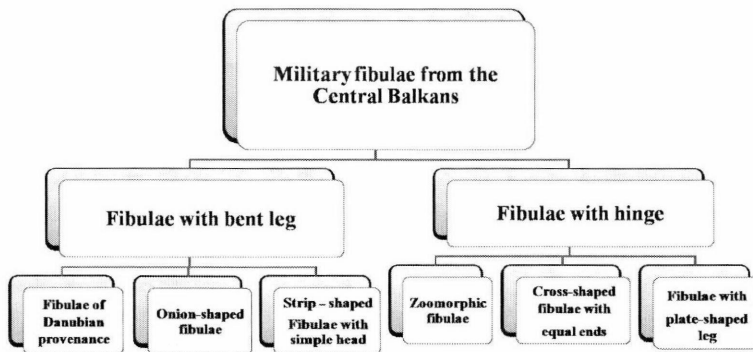 Military fibulae from the
Central Balkans
Fibulae with bent leg
Fibulae with hinge
Fibulae of
Danubian
provenance
Onion-shaped
fibulae
Strip – shaped
Fibulae with
simple head
Zoomorphic
fibulae
Cross-shaped
fibulae with
equal ends
Fibulae with
plate-shaped
leg